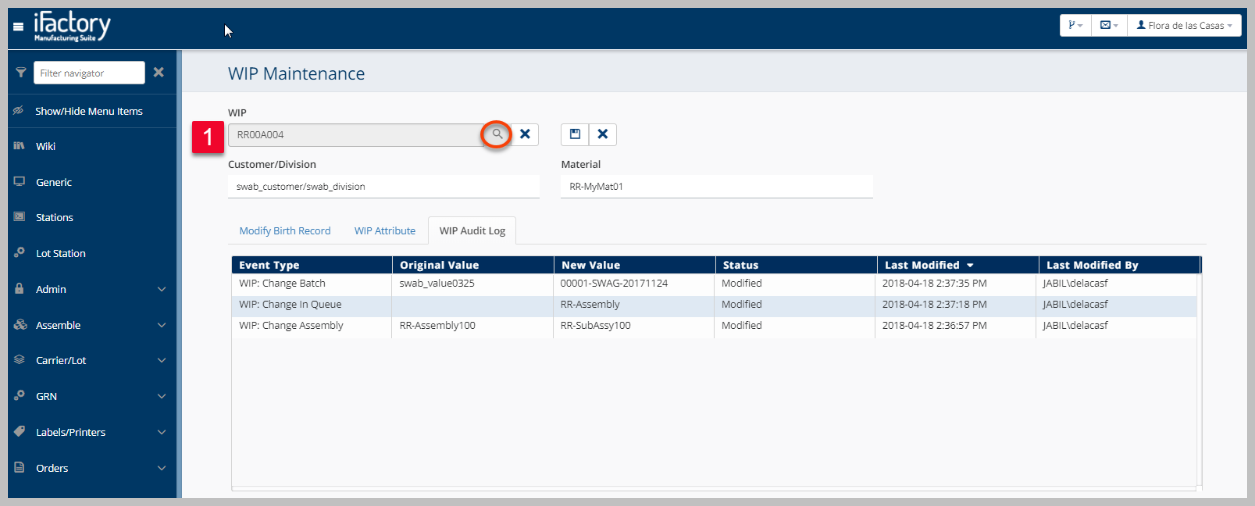 iFactory
Manufacturing Suite
Flora de las Casas
Filter navigator
Show/Hide Menu Items
Wiki
Generic
Stations
Lot Station
Admin
Assemble
Carrier/Lot
GRN
Labels/Printers
Orders
WIP Maintenance
WIP
1
RR00A004
Customer/Division Material
swab_customer/swab_division RR-MyMat01
Modify Birth Record WIP Attribute WIP Audit Log
Event Type Original Value New Value Status Last Modified Last Modified By
WIP: Change Batch swab_value0325 00001-SWAG-20171124 Modified 2018-04-18 2:37:35 PM JABIL\delacasf
WIP: Change In Queue RR-Assembly Modified 2018-04-18 2:37:18 PM JABIL\delacasf
WIP: Change Assembly RR-Assembly100 RR-SubAssy100 Modified 2018-04-18 2:36:57 PM JABIL\delacasf